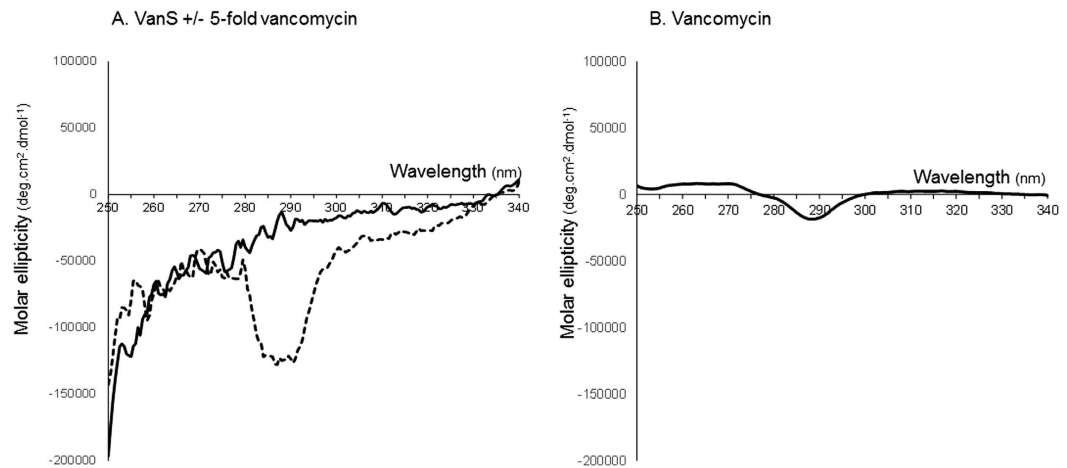 A. VanS +/- 5-fold vancomycin
Molar ellipticity (deg.cm².dmol⁻¹)
100000
50000
0
-50000
-100000
-150000
-200000
Wavelength (nm)
250 260 270 280 290 300 310 320 330 340
B. Vancomycin
Molar ellipticity (deg.cm².dmol⁻¹)
100000
50000
0
-50000
-100000
-150000
-200000
Wavelength (nm)
250 260 270 280 290 300 310 320 330 340